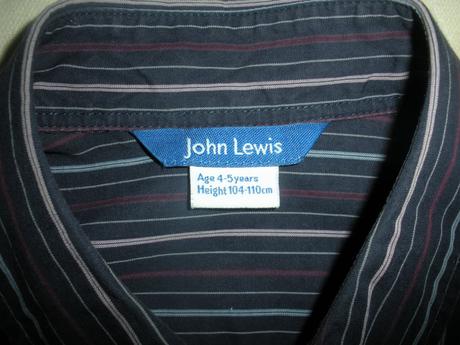 John Lewis
Age 4-5years
Height 104-110cm